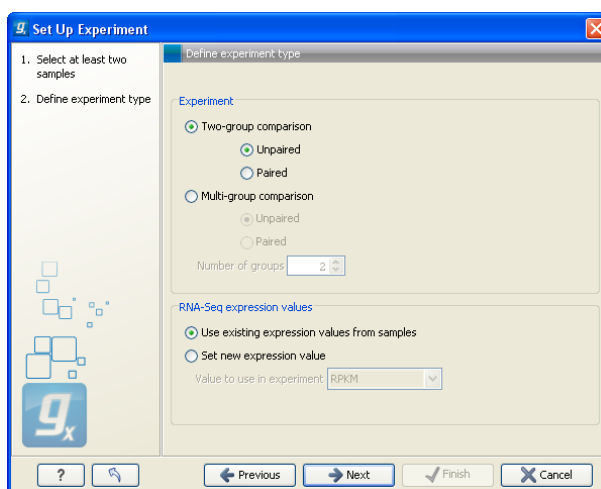 Set Up Experiment
1. Select at least two
samples
2. Define experiment type
Define experiment type
Experiment
Two-group comparison
Unpaired
Paired
Multi-group comparison
Unpaired
Paired
Number of groups 2
RNA-Seq expression values
Use existing expression values from samples
Set new expression value
Value to use in experiment RPKM
gx
? Previous Next Finish Cancel